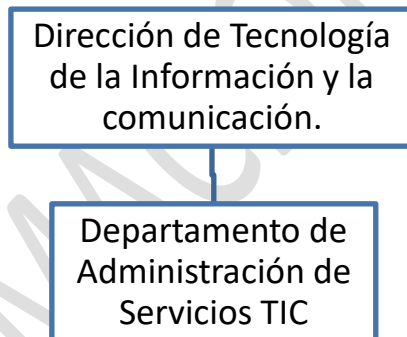 Dirección de Tecnología
de la Información y la
comunicación.
Departamento de
Administración de
Servicios TIC